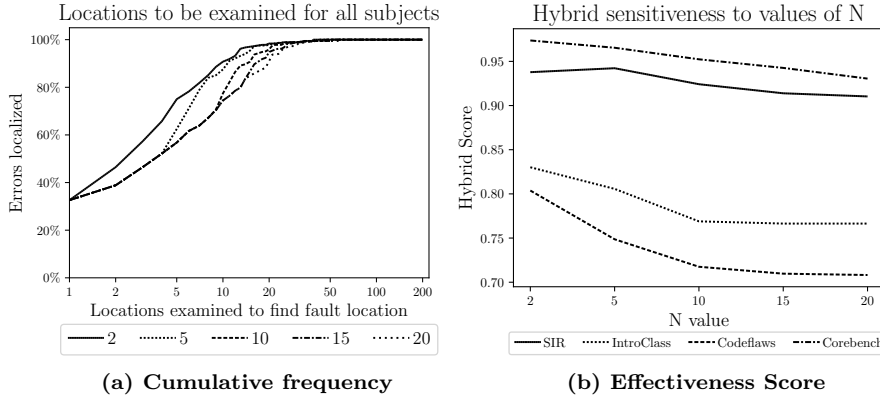 Locations to be examined for all subjects
100%
80%
60%
40%
20%
0%
Errors localized
1 2 5 10 20 50 100 200
Locations examined to find fault location
2 5 10 15 20
(a) Cumulative frequency
Hybrid sensitiveness to values of N
0.95
0.90
0.85
0.80
0.75
0.70
Hybrid Score
2 5 10 15 20
N value
SIR IntroClass Codeflaws Corebench
(b) Effectiveness Score